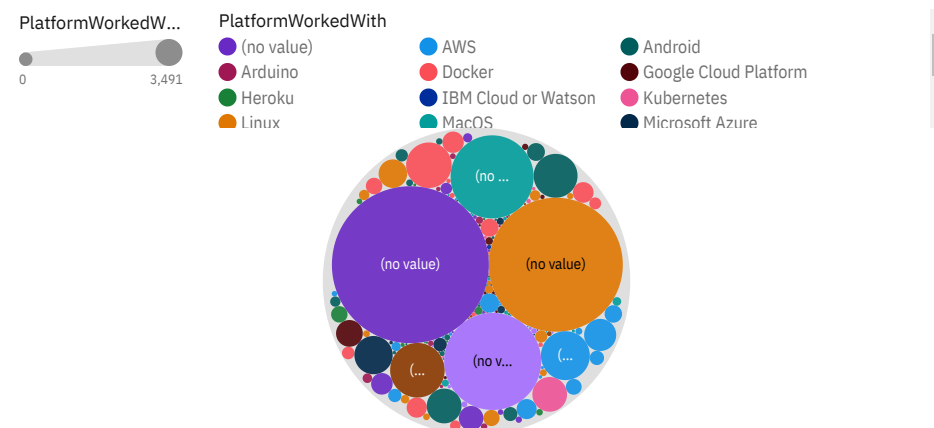 PlatformWorkedW...
0 3,491
PlatformWorkedWith
(no value) AWS Android
Arduino Docker Google Cloud Platform
Heroku IBM Cloud or Watson Kubernetes
Linux MacOS Microsoft Azure
(no ...
(no value) (no value)
(no v... (...
(...